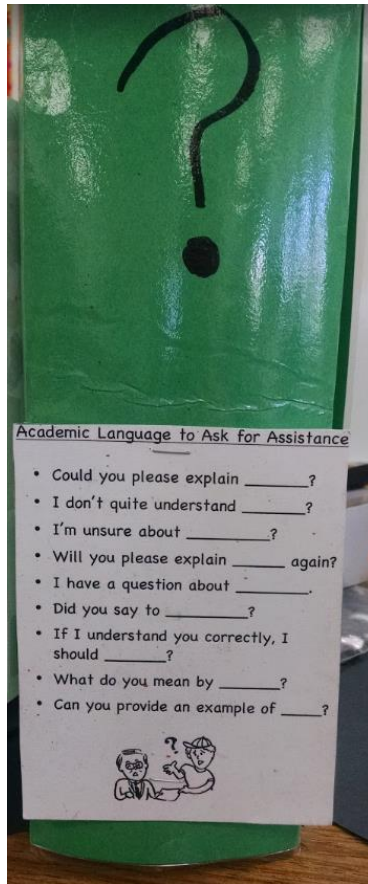 ?
Academic Language to Ask for Assistance
• Could you please explain ________?
• I don't quite understand ________?
• I'm unsure about __________?
• Will you please explain ______ again?
• I have a question about _________.
• Did you say to __________?
• If I understand you correctly, I
should ________?
• What do you mean by _______?
• Can you provide an example of _____?
?